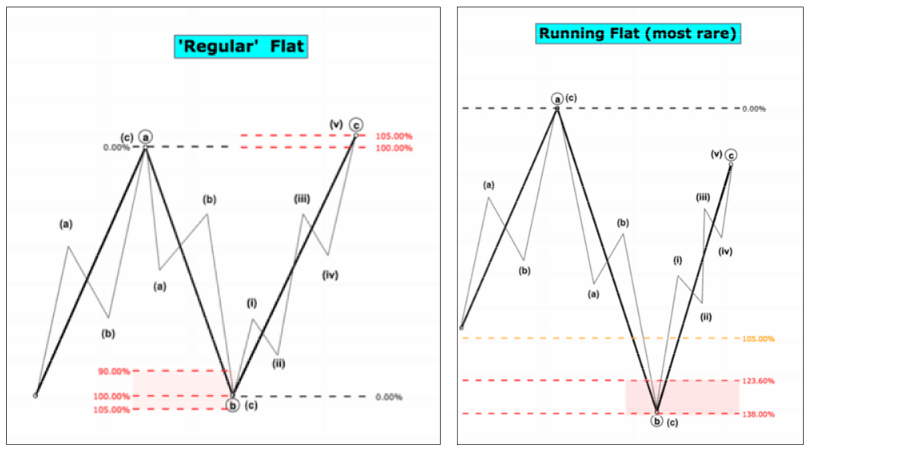 'Regular' Flat
(v) c
(c) a
105.00%
0.00%
100.00%
(b)
(iii)
(a)
(iv)
(a)
(i)
(b)
(ii)
90.00%
100.00%
0.00%
105.00%
b (c)
Running Flat (most rare)
a (c)
0.00%
(v) c
(a)
(iii)
(b)
(iv)
(i)
(b)
(a)
(ii)
105.00%
123.60%
138.00%
b (c)